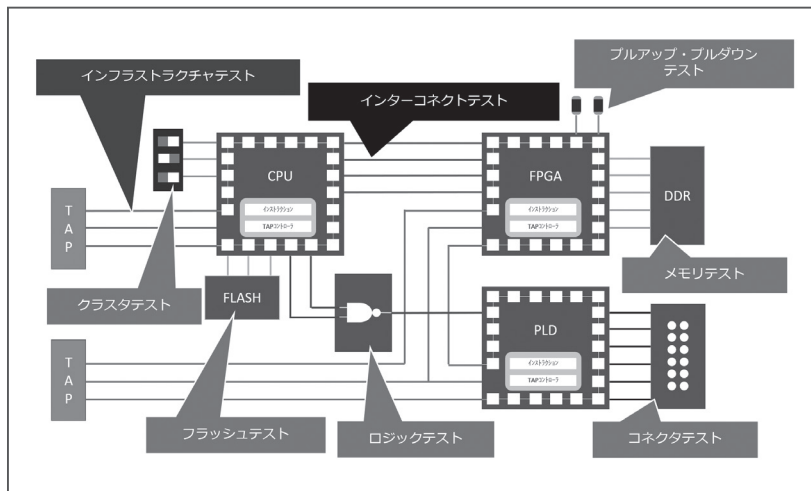 プルアップ・プルダウン
テスト
インフラストラクチャテスト
インターコネクトテスト
CPU
インストラクション
TAPコントローラ
FPGA
インストラクション
TAPコントローラ
DDR
T
A
P
クラスタテスト
FLASH
メモリテスト
PLD
インストラクション
TAPコントローラ
T
A
P
フラッシュテスト
ロジックテスト
コネクタテスト